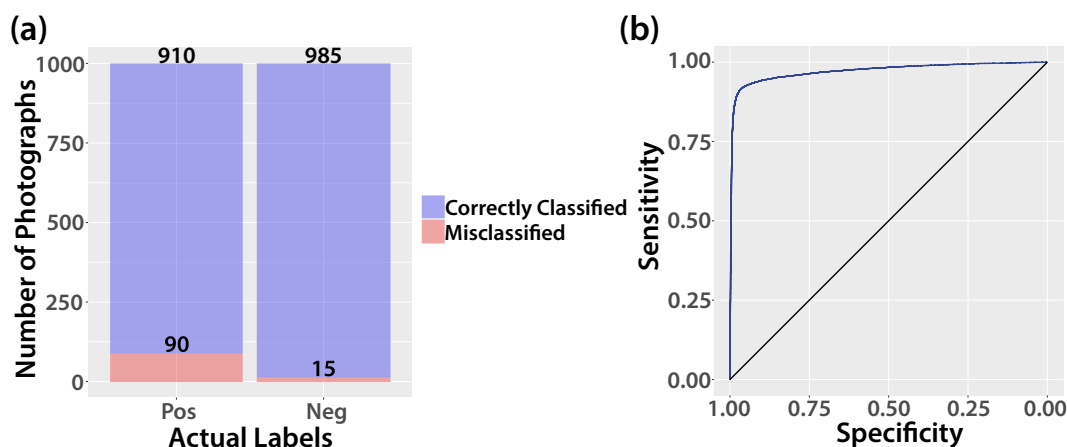 (a)
910
985
1000
750
500
250
0
90
15
Pos
Neg
Actual Labels
Number of Photographs
Correctly Classified
Misclassified
(b)
1.00
0.75
0.50
0.25
0.00
Sensitivity
1.00
0.75
0.50
0.25
0.00
Specificity